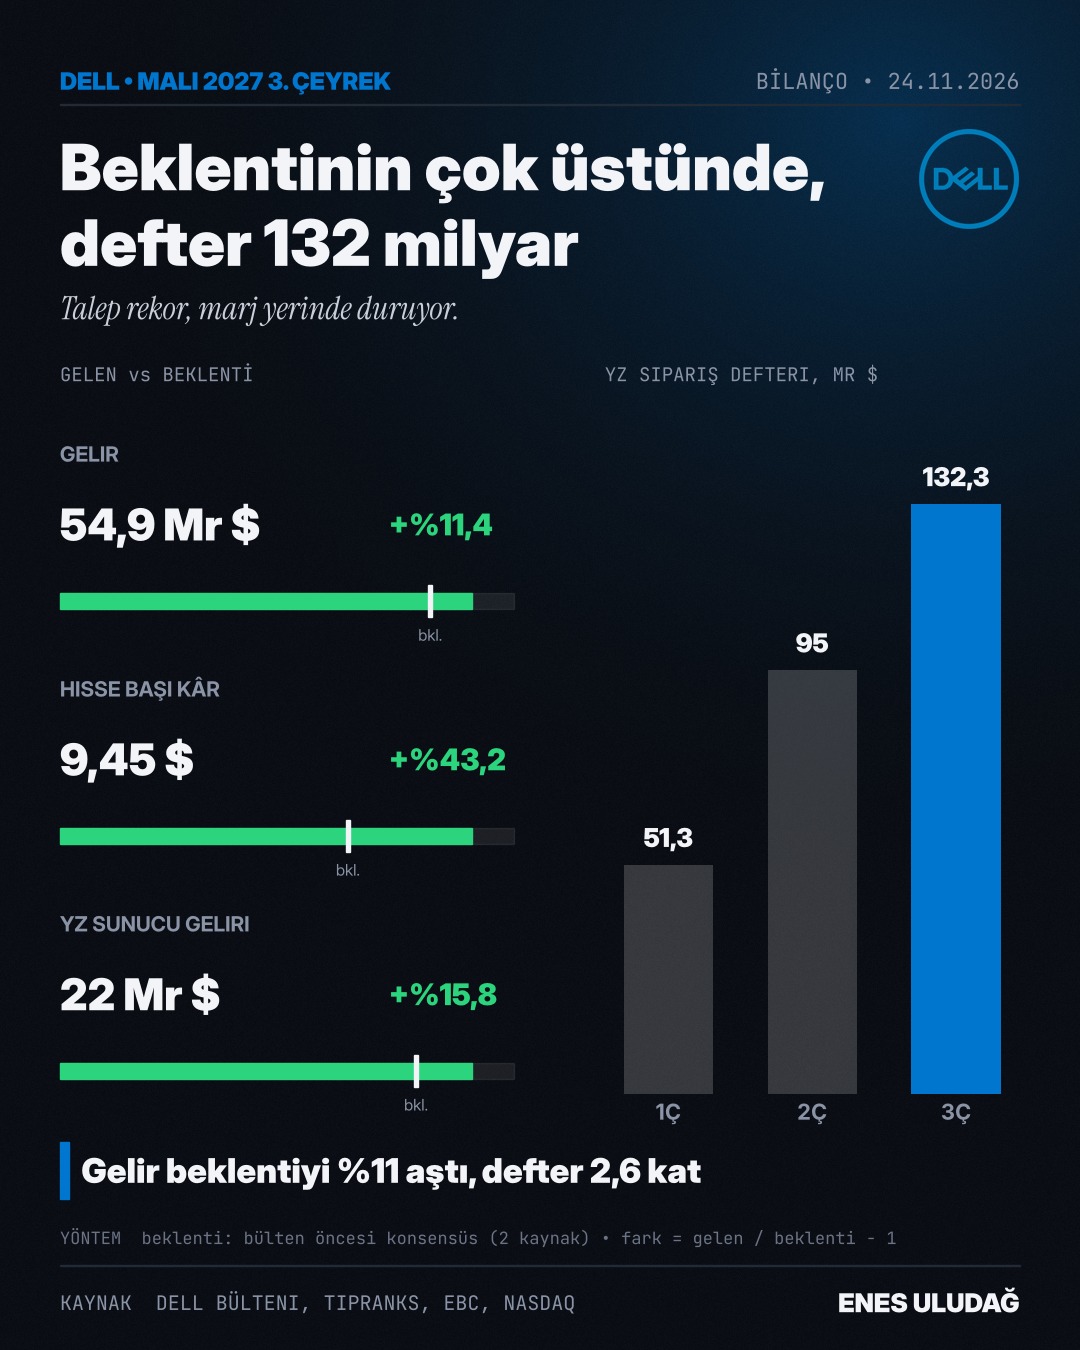 DELL • MALI 2027 3. ÇEYREK
BİLANÇO • 24.11.2026
Beklentinin çok üstünde,
defter 132 milyar
DELL
Talep rekor, marj yerinde duruyor.
GELEN vs BEKLENTİ
GELIR
54,9 Mr $ +%11,4
bkl.
HISSE BAŞI KÂR
9,45 $ +%43,2
bkl.
YZ SUNUCU GELIRI
22 Mr $ +%15,8
bkl.
YZ SIPARIŞ DEFTERI, MR $
51,3
95
132,3
1Ç 2Ç 3Ç
Gelir beklentiyi %11 aştı, defter 2,6 kat
YÖNTEM beklenti: bülten öncesi konsensüs (2 kaynak) • fark = gelen / beklenti - 1
KAYNAK DELL BÜLTENI, TIPRANKS, EBC, NASDAQ
ENES ULUDAĞ